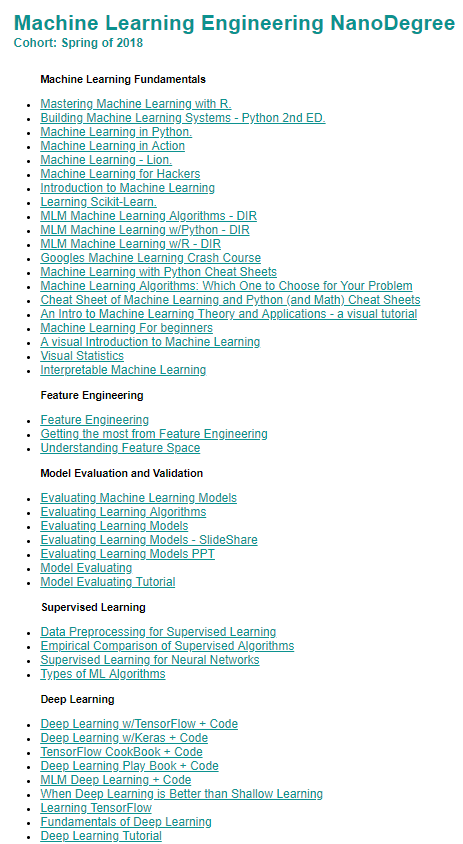 Machine Learning Engineering NanoDegree
Cohort: Spring of 2018
Machine Learning Fundamentals
Mastering Machine Learning with R.
Building Machine Learning Systems - Python 2nd ED.
Machine Learning in Python.
Machine Learning in Action
Machine Learning - Lion.
Machine Learning for Hackers
Introduction to Machine Learning
Learning Scikit-Learn.
MLM Machine Learning Algorithms - DIR
MLM Machine Learning w/Python - DIR
MLM Machine Learning w/R - DIR
Googles Machine Learning Crash Course
Machine Learning with Python Cheat Sheets
Machine Learning Algorithms: Which One to Choose for Your Problem
Cheat Sheet of Machine Learning and Python (and Math) Cheat Sheets
An Intro to Machine Learning Theory and Applications - a visual tutorial
Machine Learning For beginners
A visual Introduction to Machine Learning
Visual Statistics
Interpretable Machine Learning
Feature Engineering
Feature Engineering
Getting the most from Feature Engineering
Understanding Feature Space
Model Evaluation and Validation
Evaluating Machine Learning Models
Evaluating Learning Algorithms
Evaluating Learning Models
Evaluating Learning Models - SlideShare
Evaluating Learning Models PPT
Model Evaluating
Model Evaluating Tutorial
Supervised Learning
Data Preprocessing for Supervised Learning
Empirical Comparison of Supervised Algorithms
Supervised Learning for Neural Networks
Types of ML Algorithms
Deep Learning
Deep Learning w/TensorFlow + Code
Deep Learning w/Keras + Code
TensorFlow CookBook + Code
Deep Learning Play Book + Code
MLM Deep Learning + Code
When Deep Learning is Better than Shallow Learning
Learning TensorFlow
Fundamentals of Deep Learning
Deep Learning Tutorial